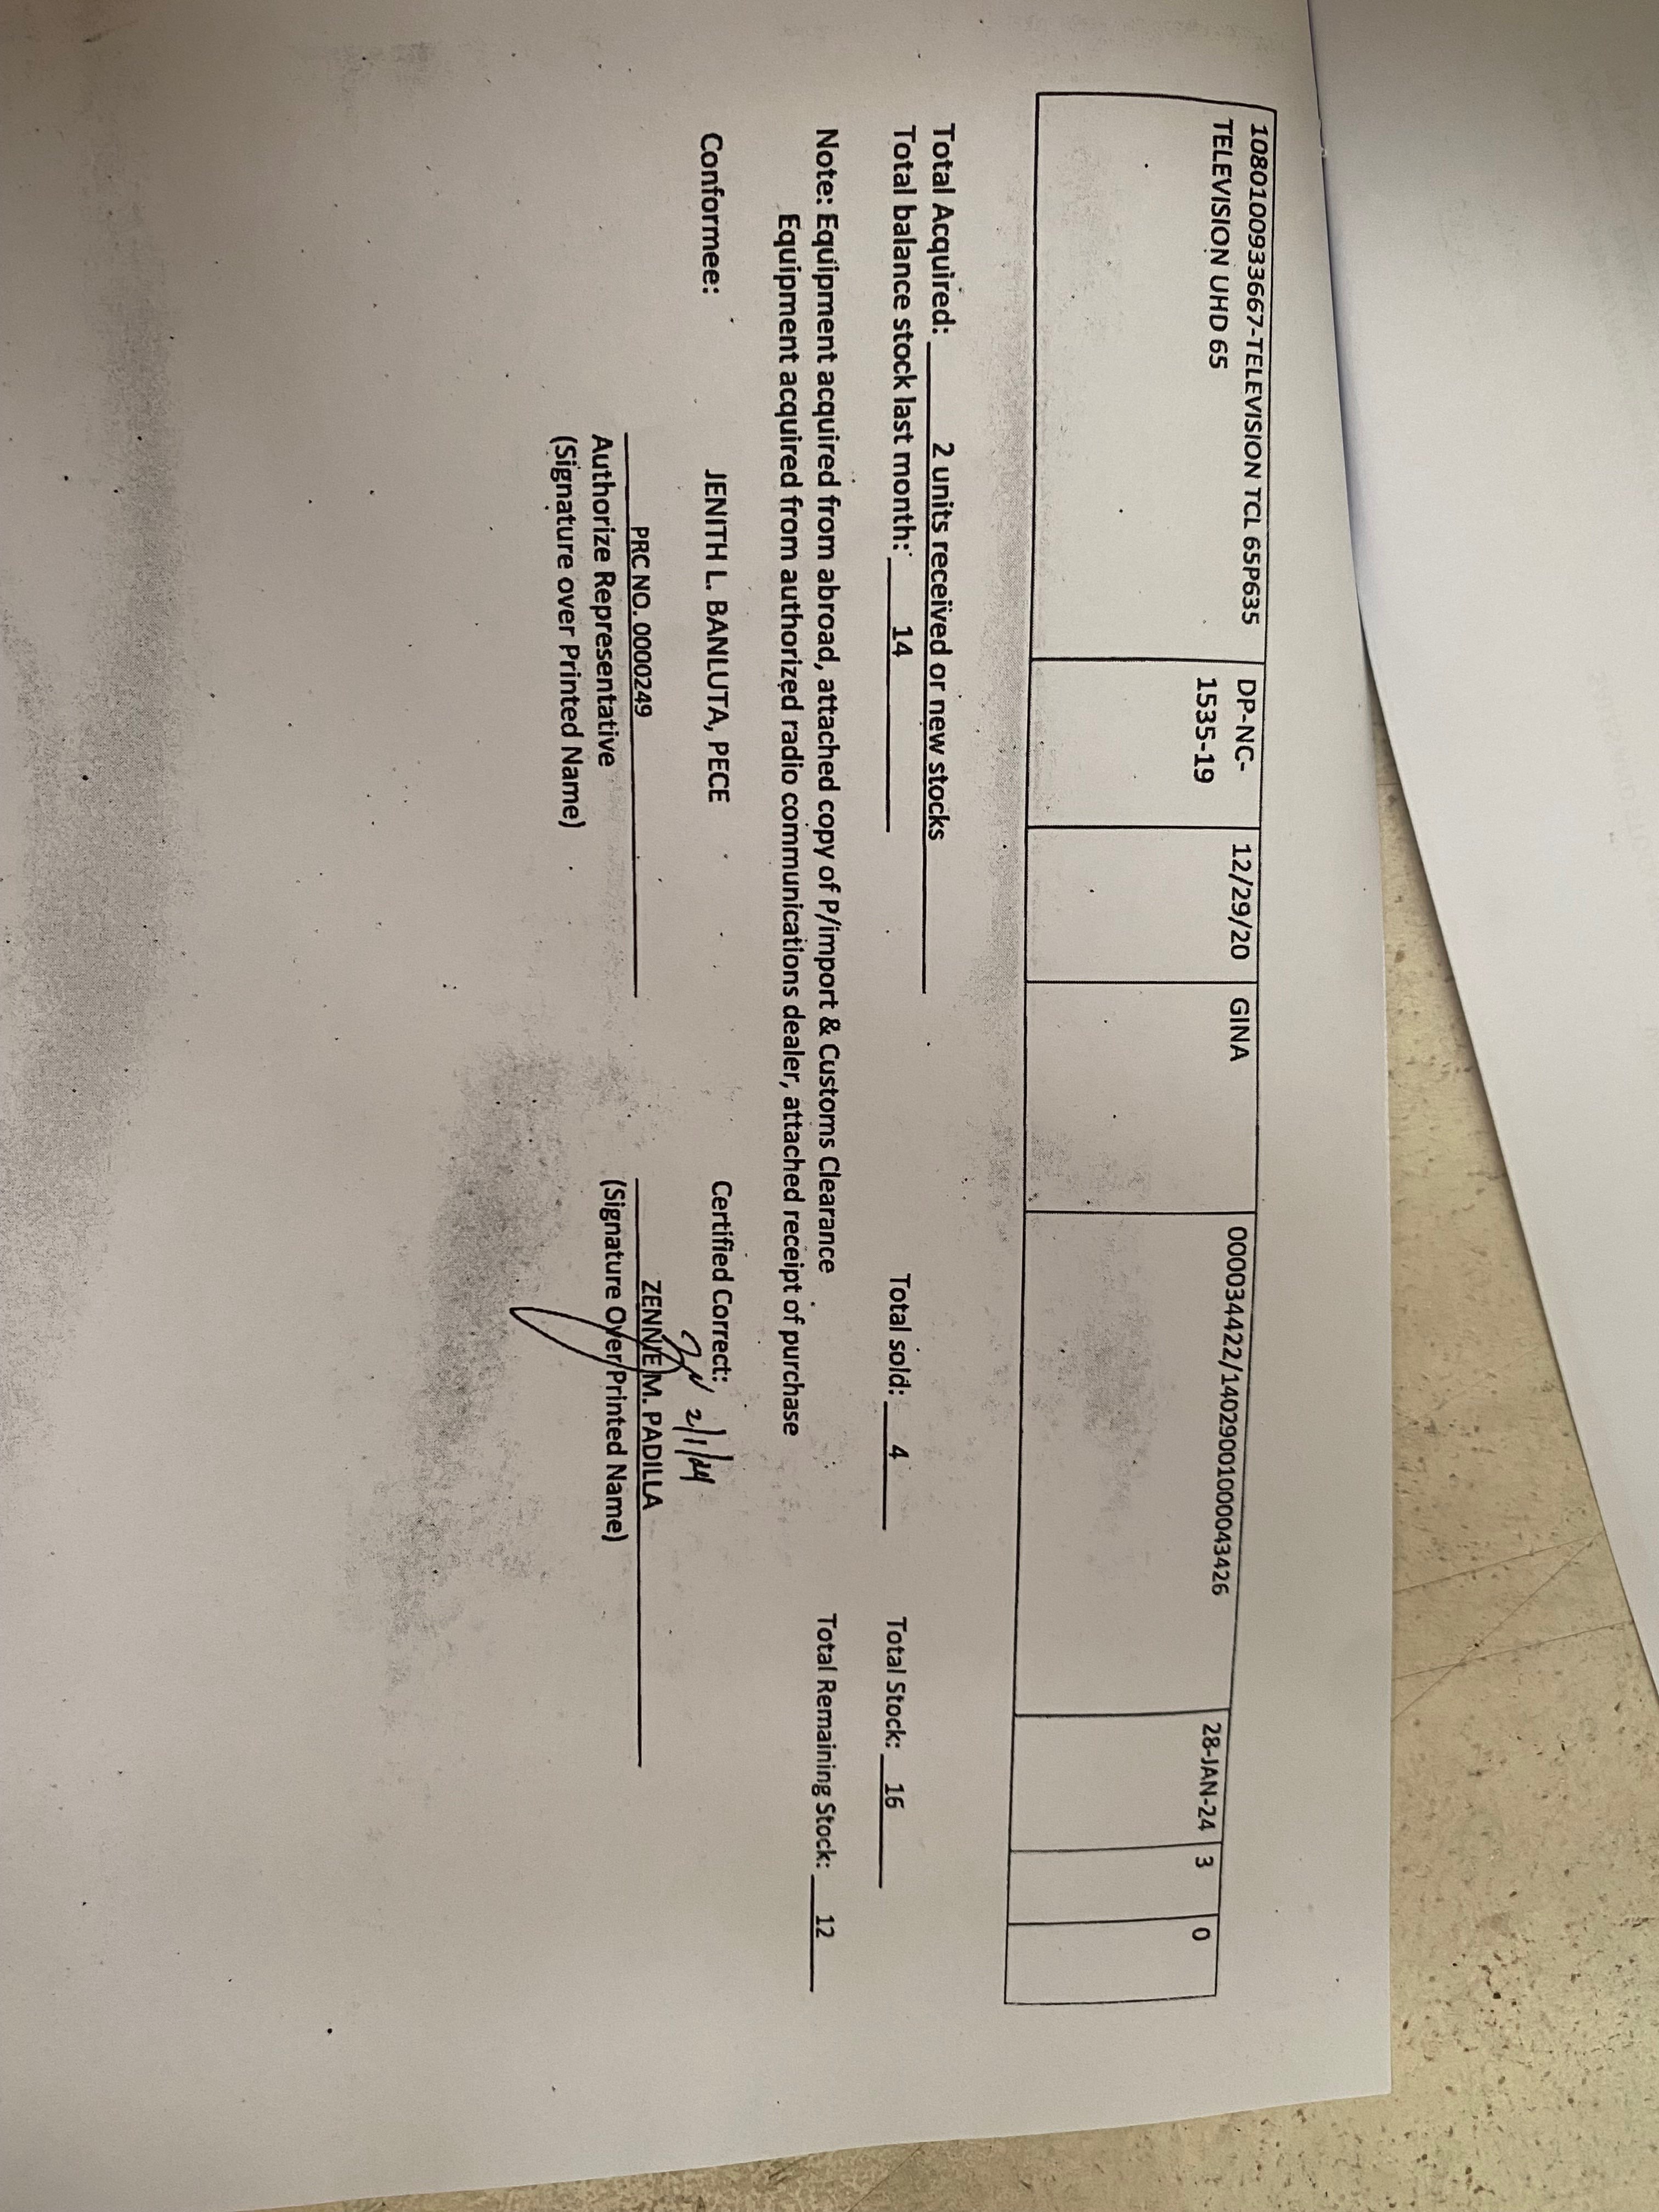 10801009333667-TELEVISION TCL 65P635 DP-NC- 12/29/20 GINA 000034422/14029001000043426 28-JAN-24 3 0
TELEVISION UHD 65 1535-19
Total Acquired: 2 units received or new stocks
Total balance stock last month: 14 Total sold: 4 Total Stock: 16
Note: Equipment acquired from abroad, attached copy of P/import & Customs Clearance Total Remaining Stock: 12
Equipment acquired from authorized radio communications dealer, attached receipt of purchase
Conformee: JENITH L. BANLUTA, PECE Certified Correct:
2/1/24
PRC NO. 0000249 ZENNIE M. PADILLA
Authorize Representative (Signature Over Printed Name)
(Signature over Printed Name)